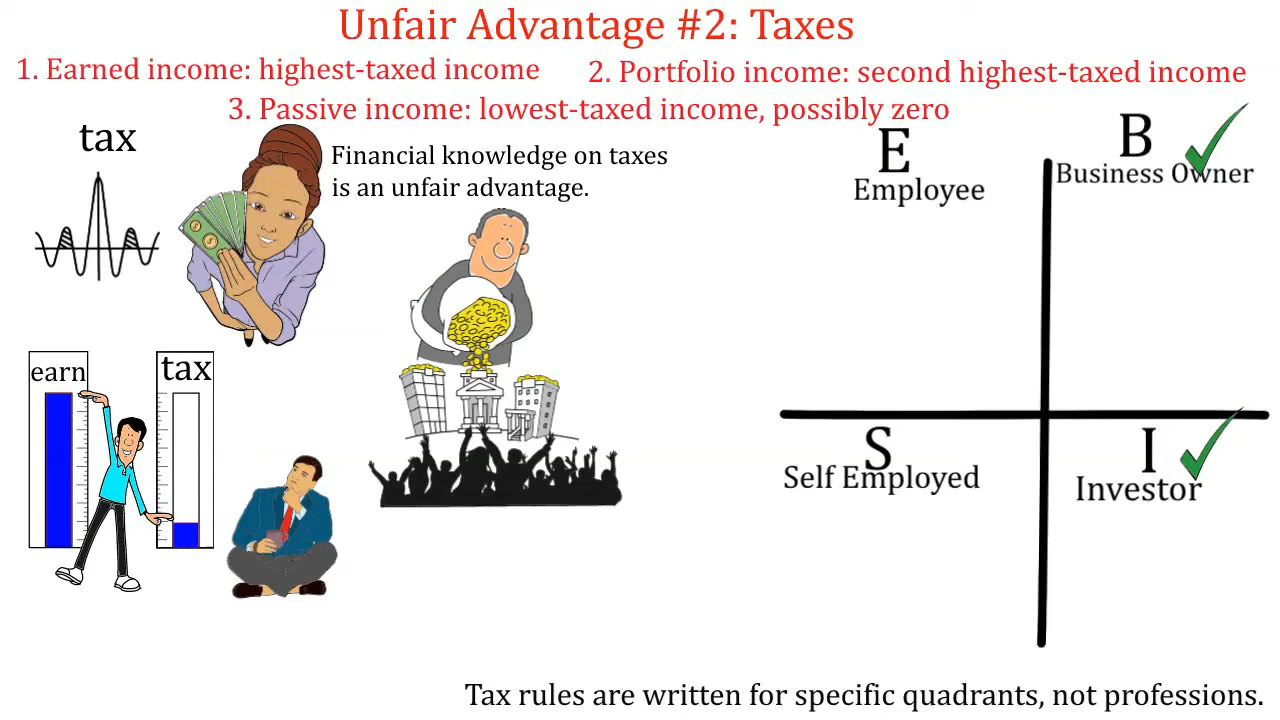 Unfair Advantage #2: Taxes
1. Earned income: highest-taxed income
2. Portfolio income: second highest-taxed income
3. Passive income: lowest-taxed income, possibly zero
tax
Financial knowledge on taxes
is an unfair advantage.
E
Employee
B
Business Owner
earn
tax
S
Self Employed
I
Investor
Tax rules are written for specific quadrants, not professions.